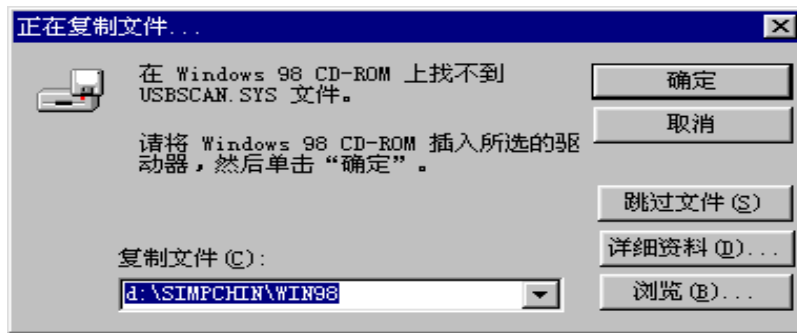 正在复制文件...
在 Windows 98 CD-ROM 上找不到
USBSCAN.SYS 文件。
请将 Windows 98 CD-ROM 插入所选的驱
动器，然后单击“确定”。
确定
取消
跳过文件(S)
详细资料(D)...
浏览(B)...
复制文件(C):
d:\SIMPCHIN\WIN98